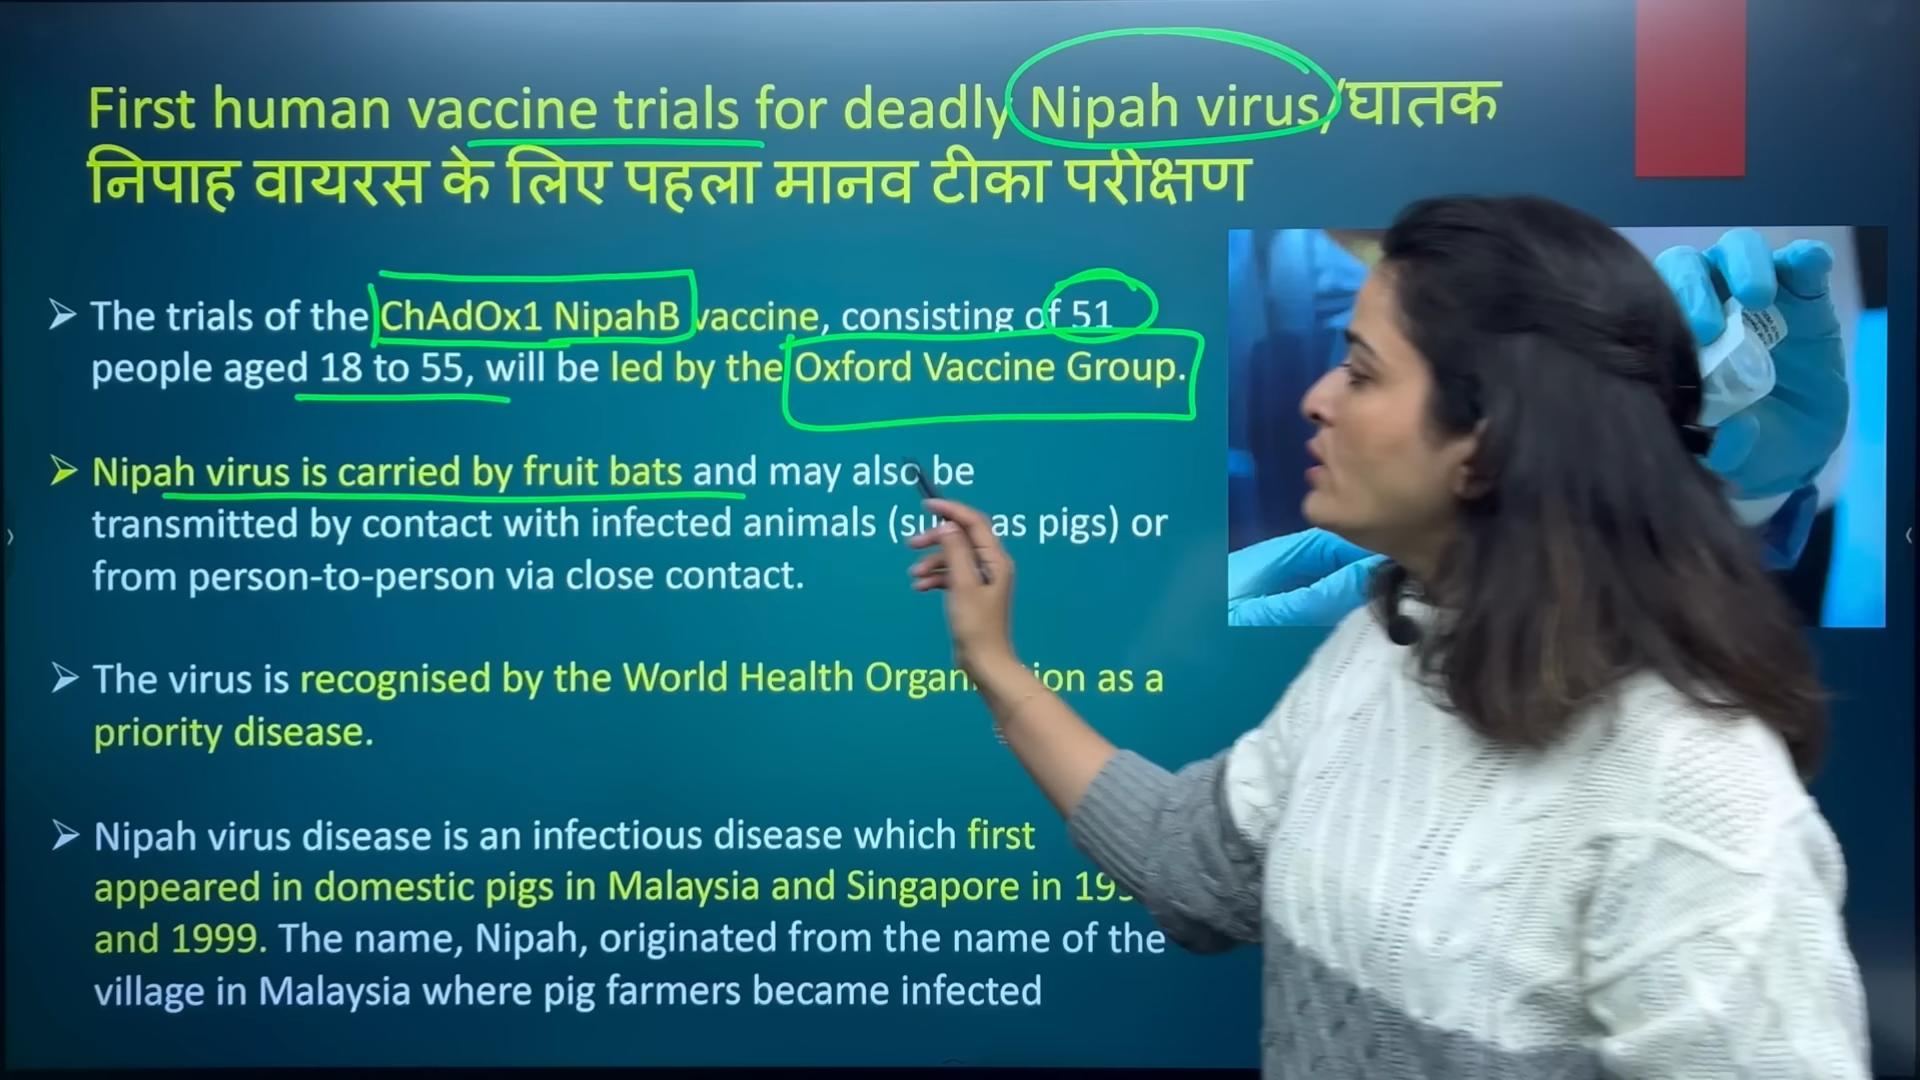 First human vaccine trials for deadly Nipah virus/घातक
निपाह वायरस के लिए पहला मानव टीका परीक्षण
The trials of the ChAdOx1 NipahB vaccine, consisting of 51
people aged 18 to 55, will be led by the Oxford Vaccine Group.
Nipah virus is carried by fruit bats and may also be
transmitted by contact with infected animals (as pigs) or
from person-to-person via close contact.
The virus is recognised by the World Health as a
priority disease.
Nipah virus disease is an infectious disease which first
appeared in domestic pigs in Malaysia and Singapore in
and 1999. The name, Nipah, originated from the name of the
village in Malaysia where pig farmers became infected